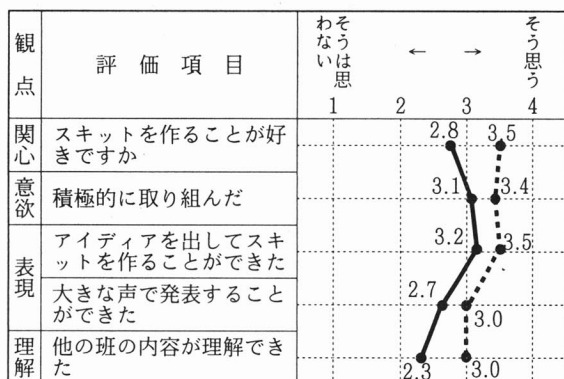 観点
評価項目
そうは思わない
← →
そう思う
1 2 3 4
関心
スキットを作ることが好
きですか
2.8 3.5
意欲
積極的に取り組んだ
3.1 3.4
表現
アイディアを出してスキ
ットを作ることができた
3.2 3.5
大きな声で発表すること
ができた
2.7 3.0
理解
他の班の内容が理解でき
た
2.3 3.0